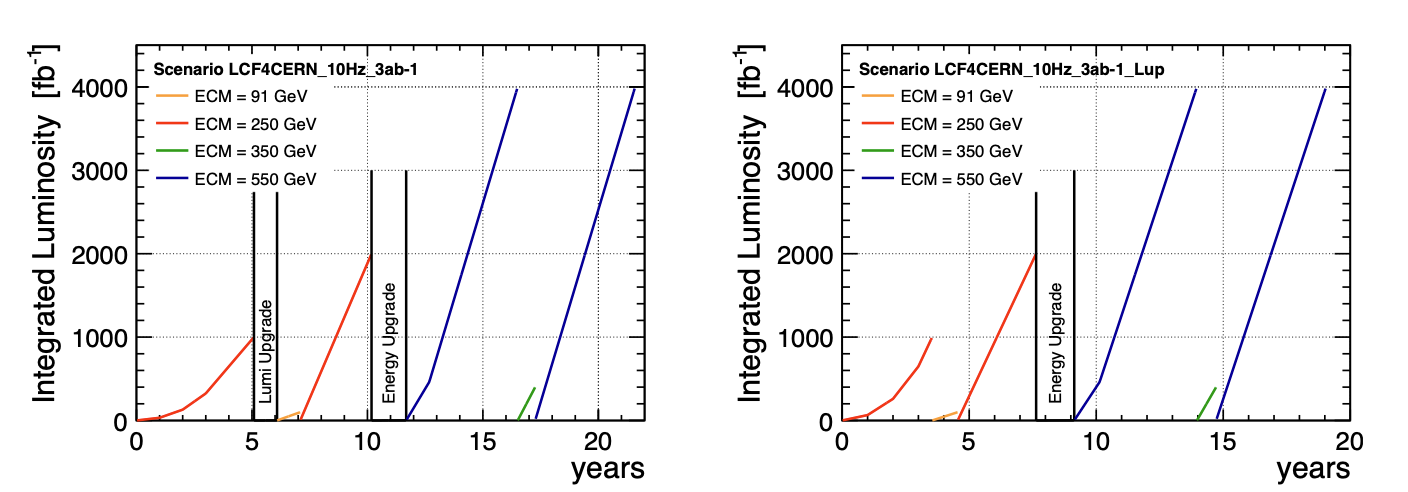 Integrated Luminosity [fb-1]
Scenario LCF4CERN_10Hz_3ab-1
ECM = 91 GeV
ECM = 250 GeV
ECM = 350 GeV
ECM = 550 GeV
4000
3000
2000
1000
0
Lumi Upgrade
Energy Upgrade
0 5 10 15 20
years
Integrated Luminosity [fb-1]
Scenario LCF4CERN_10Hz_3ab-1_Lup
ECM = 91 GeV
ECM = 250 GeV
ECM = 350 GeV
ECM = 550 GeV
4000
3000
2000
1000
0
Energy Upgrade
0 5 10 15 20
years